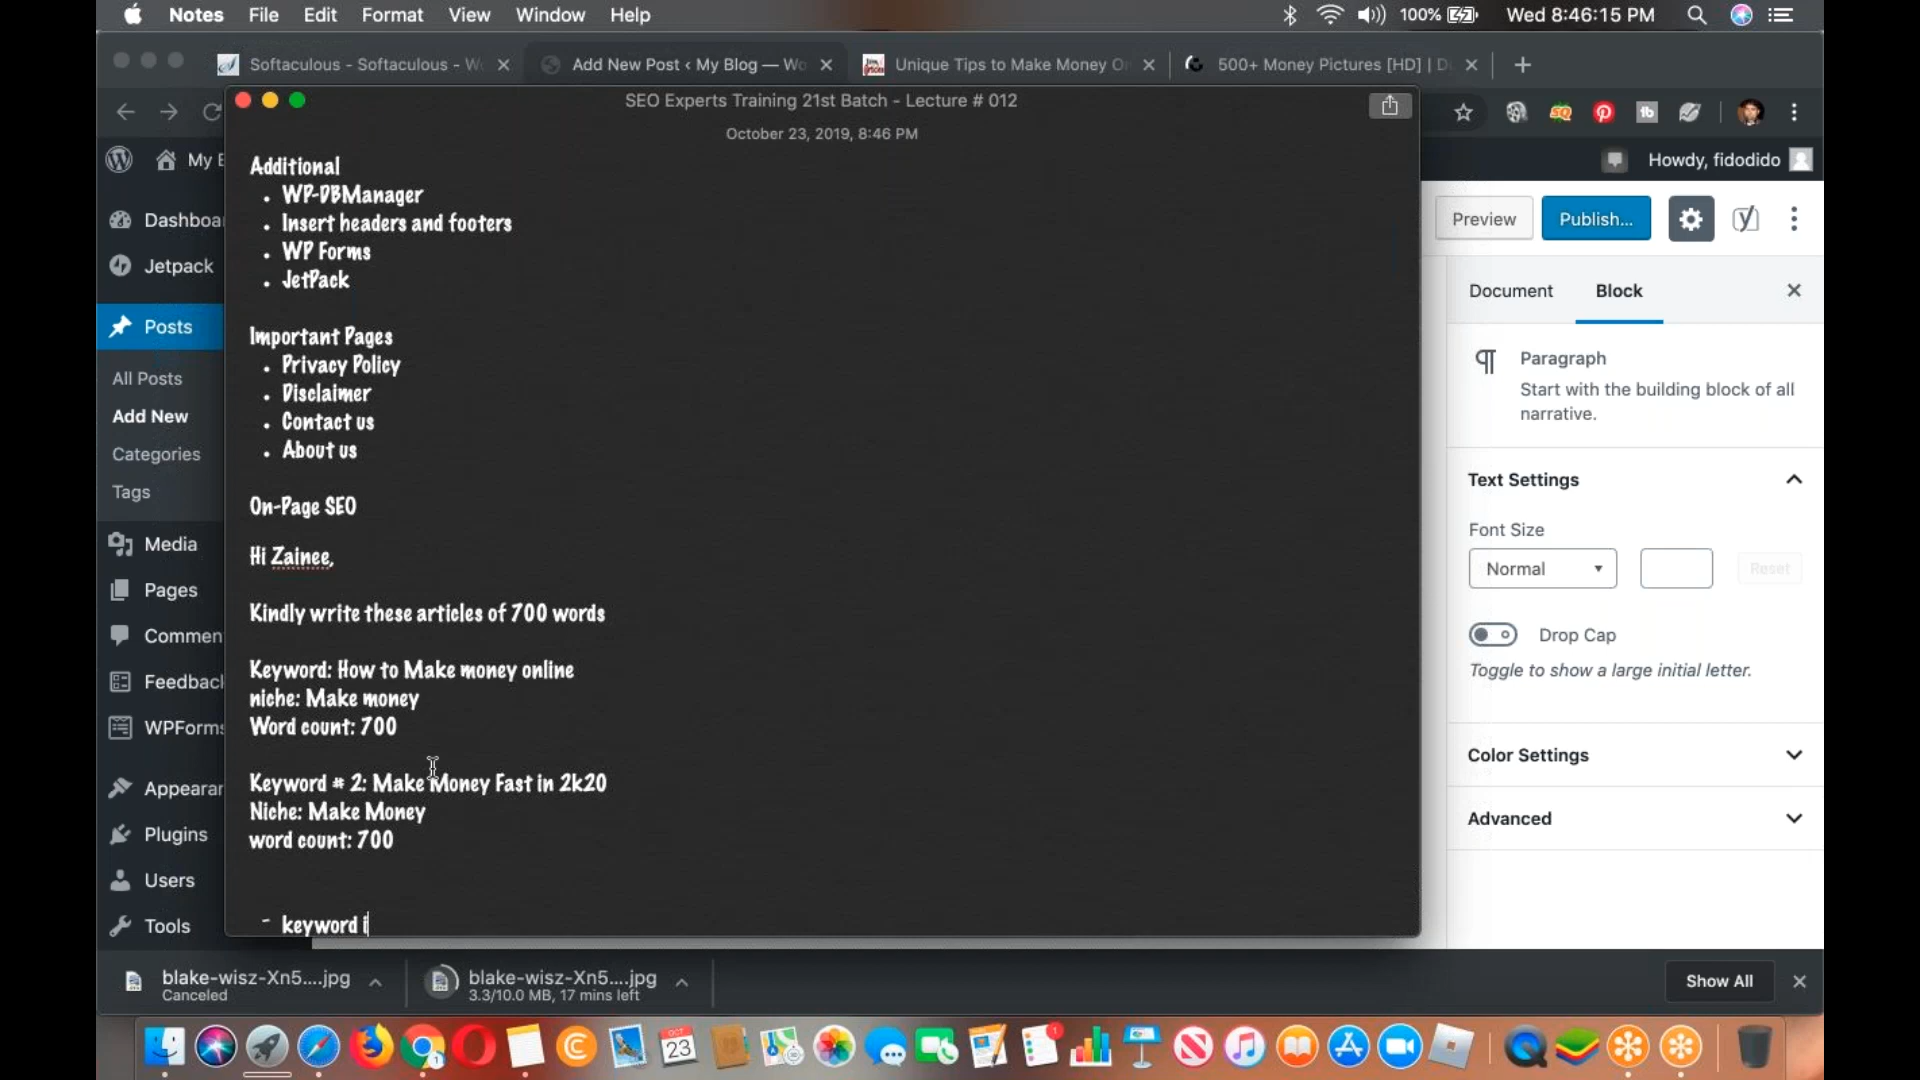 Notes File Edit Format View Window Help 100% Wed 8:46:15 PM
Softaculous - Softaculous - W Add New Post ‹ My Blog — Wo Unique Tips to Make Money O 500+ Money Pictures [HD] | D
SEO Experts Training 21st Batch - Lecture # 012
October 23, 2019, 8:46 PM
My B Howdy, fidodido
Additional
WP-DBManager
Insert headers and footers
WP Forms
JetPack
Important Pages
Privacy Policy
Disclaimer
Contact us
About us
On-Page SEO
Hi Zainee,
Kindly write these articles of 700 words
Keyword: How to Make money online
niche: Make money
Word count: 700
Keyword # 2: Make Money Fast in 2k20
Niche: Make Money
word count: 700
- keyword i
Dashboa
Jetpack
Posts
All Posts
Add New
Categories
Tags
Media
Pages
Commen
Feedbac
WPForms
Appearar
Plugins
Users
Tools
Preview Publish...
Document Block
Paragraph
Start with the building block of all
narrative.
Text Settings
Font Size
Normal Reset
Drop Cap
Toggle to show a large initial letter.
Color Settings
Advanced
blake-wisz-Xn5....jpg
Canceled
blake-wisz-Xn5....jpg
3.3/10.0 MB, 17 mins left
Show All
OCT
23
1
1